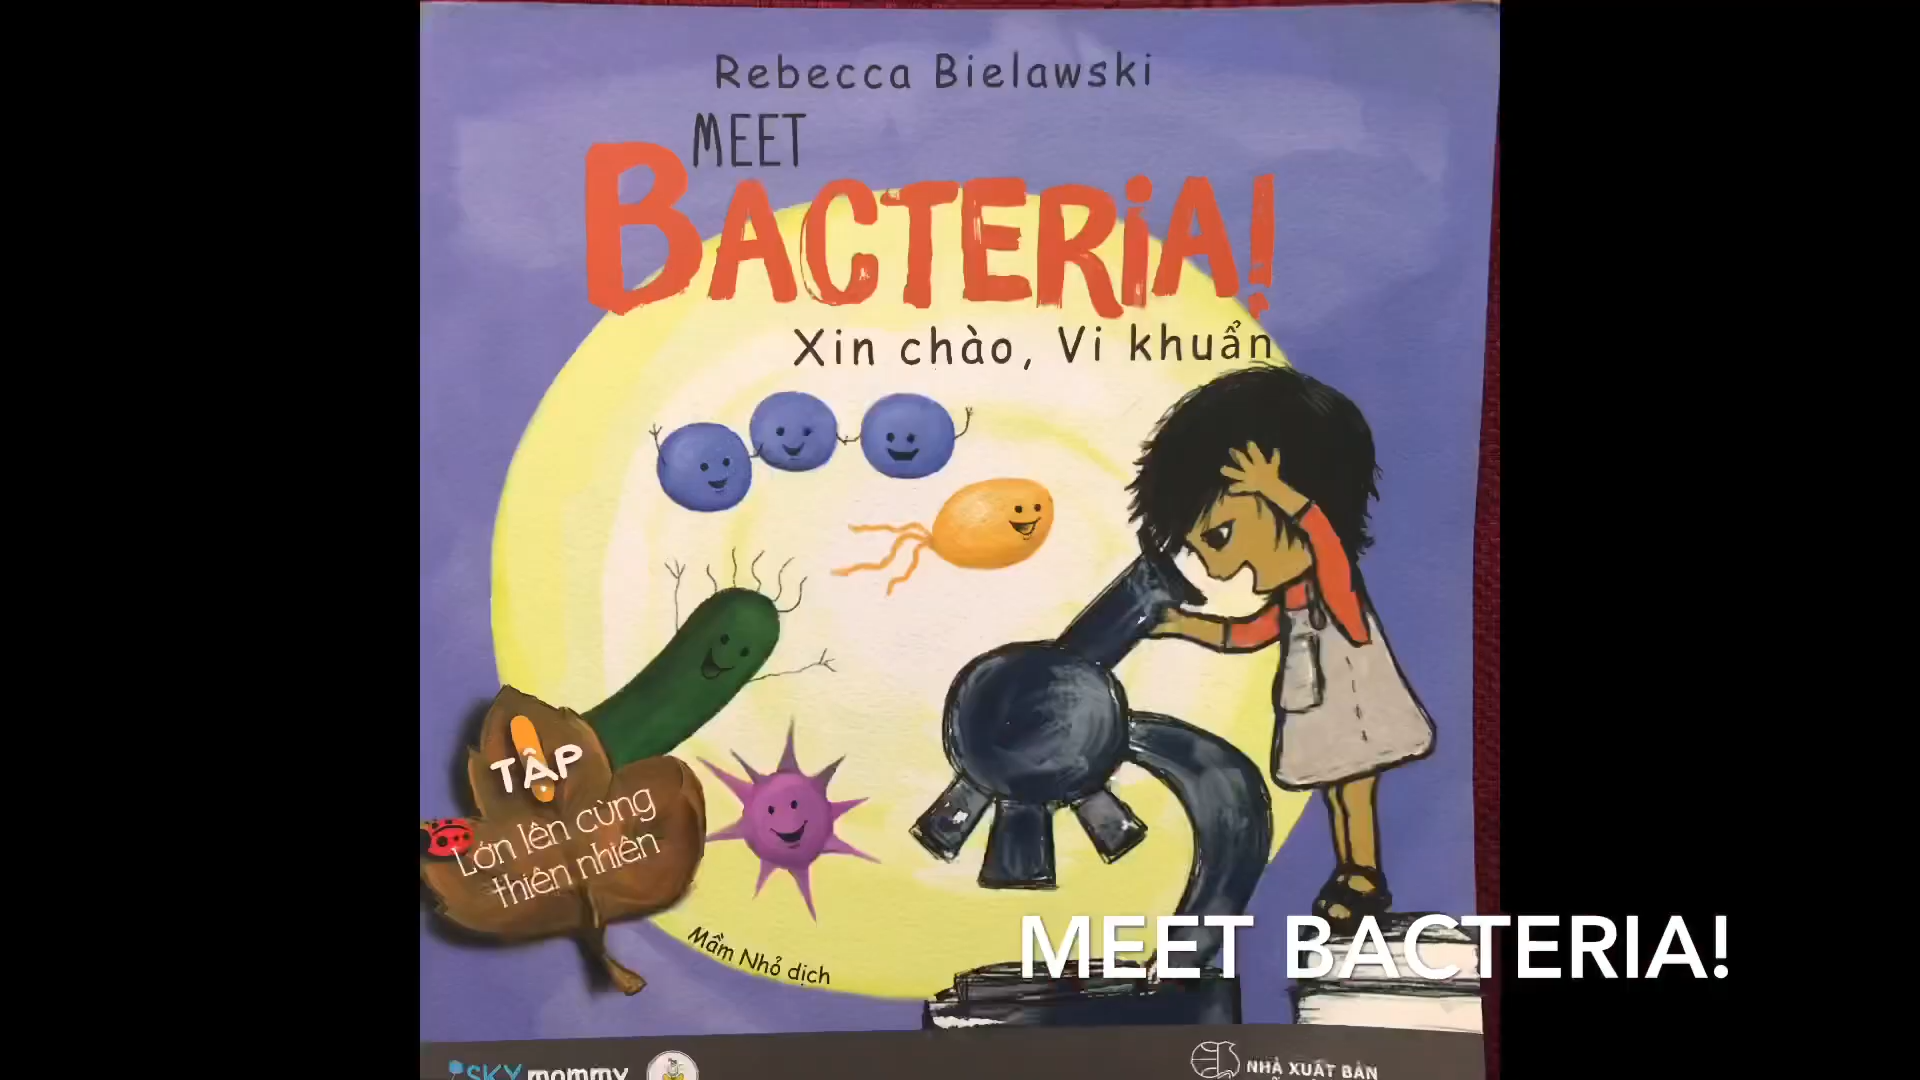 Rebecca Bielawski
MEET
BACTERiA!
Xin chào, Vi khuẩn
TẬP
Lớn lên cùng
thiên nhiên
Mầm Nhỏ dịch
MEET BACTERIA!
SKY mommy
NHÀ XUẤT BẢN